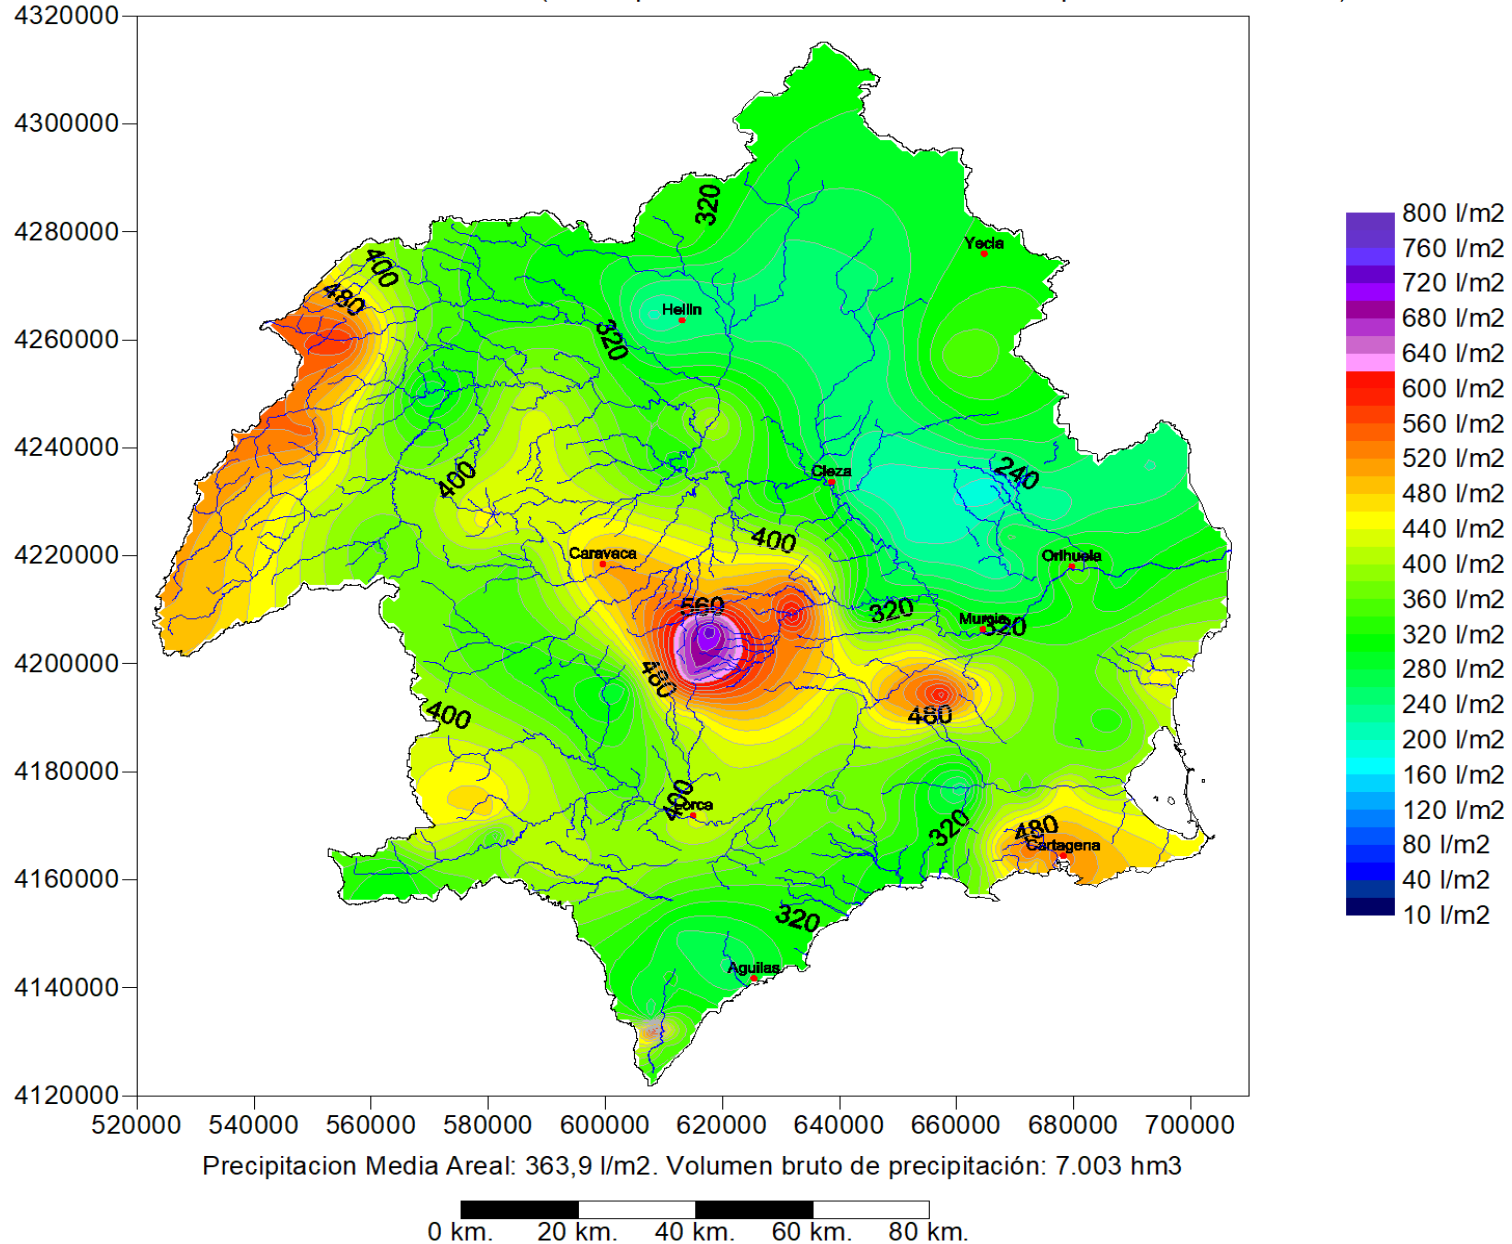 4320000
4300000
4280000
4260000
4240000
4220000
4200000
4180000
4160000
4140000
4120000
520000 540000 560000 580000 600000 620000 640000 660000 680000 700000
320
Yecla
400
480
Hellin
320
400
Cieza
240
400
Caravaca
Orihuela
560
320
Murcia
320
480
400
480
400
Lorca
320
480
Cartagena
320
Aguilas
800 l/m2
760 l/m2
720 l/m2
680 l/m2
640 l/m2
600 l/m2
560 l/m2
520 l/m2
480 l/m2
440 l/m2
400 l/m2
360 l/m2
320 l/m2
280 l/m2
240 l/m2
200 l/m2
160 l/m2
120 l/m2
80 l/m2
40 l/m2
10 l/m2
Precipitacion Media Areal: 363,9 l/m2. Volumen bruto de precipitación: 7.003 hm3
0 km. 20 km. 40 km. 60 km. 80 km.